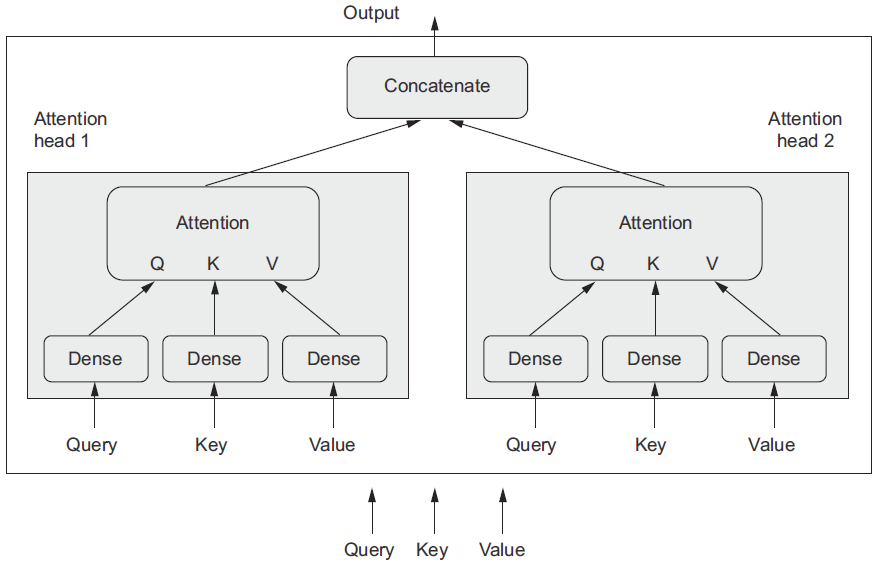 Output
Concatenate
Attention
head 1
Attention
head 2
Attention
Q K V
Attention
Q K V
Dense Dense Dense
Dense Dense Dense
Query Key Value
Query Key Value
Query Key Value